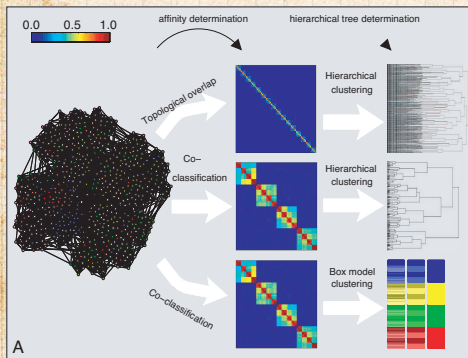 affinity determination
hierarchical tree determination
0.0
0.5
1.0
Topological overlap
Hierarchical
clustering
Co-
classification
Hierarchical
clustering
Co-classification
Box model
clustering
A